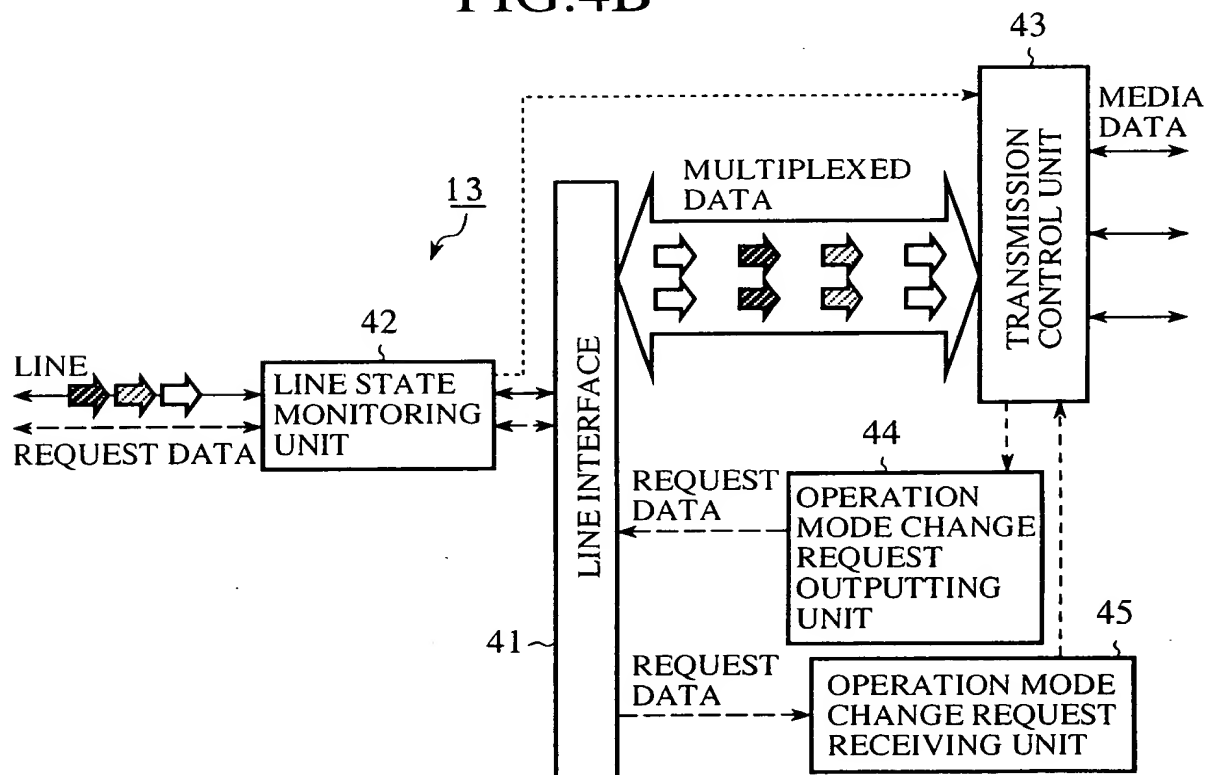 FIG.4B
43
MEDIA
DATA
TRANSMISSION
CONTROL UNIT
MULTIPLEXED
DATA
13
42
LINE
LINE STATE
MONITORING
UNIT
REQUEST DATA
LINE INTERFACE
41
44
REQUEST
DATA
OPERATION
MODE CHANGE
REQUEST
OUTPUTTING
UNIT
45
REQUEST
DATA
OPERATION MODE
CHANGE REQUEST
RECEIVING UNIT